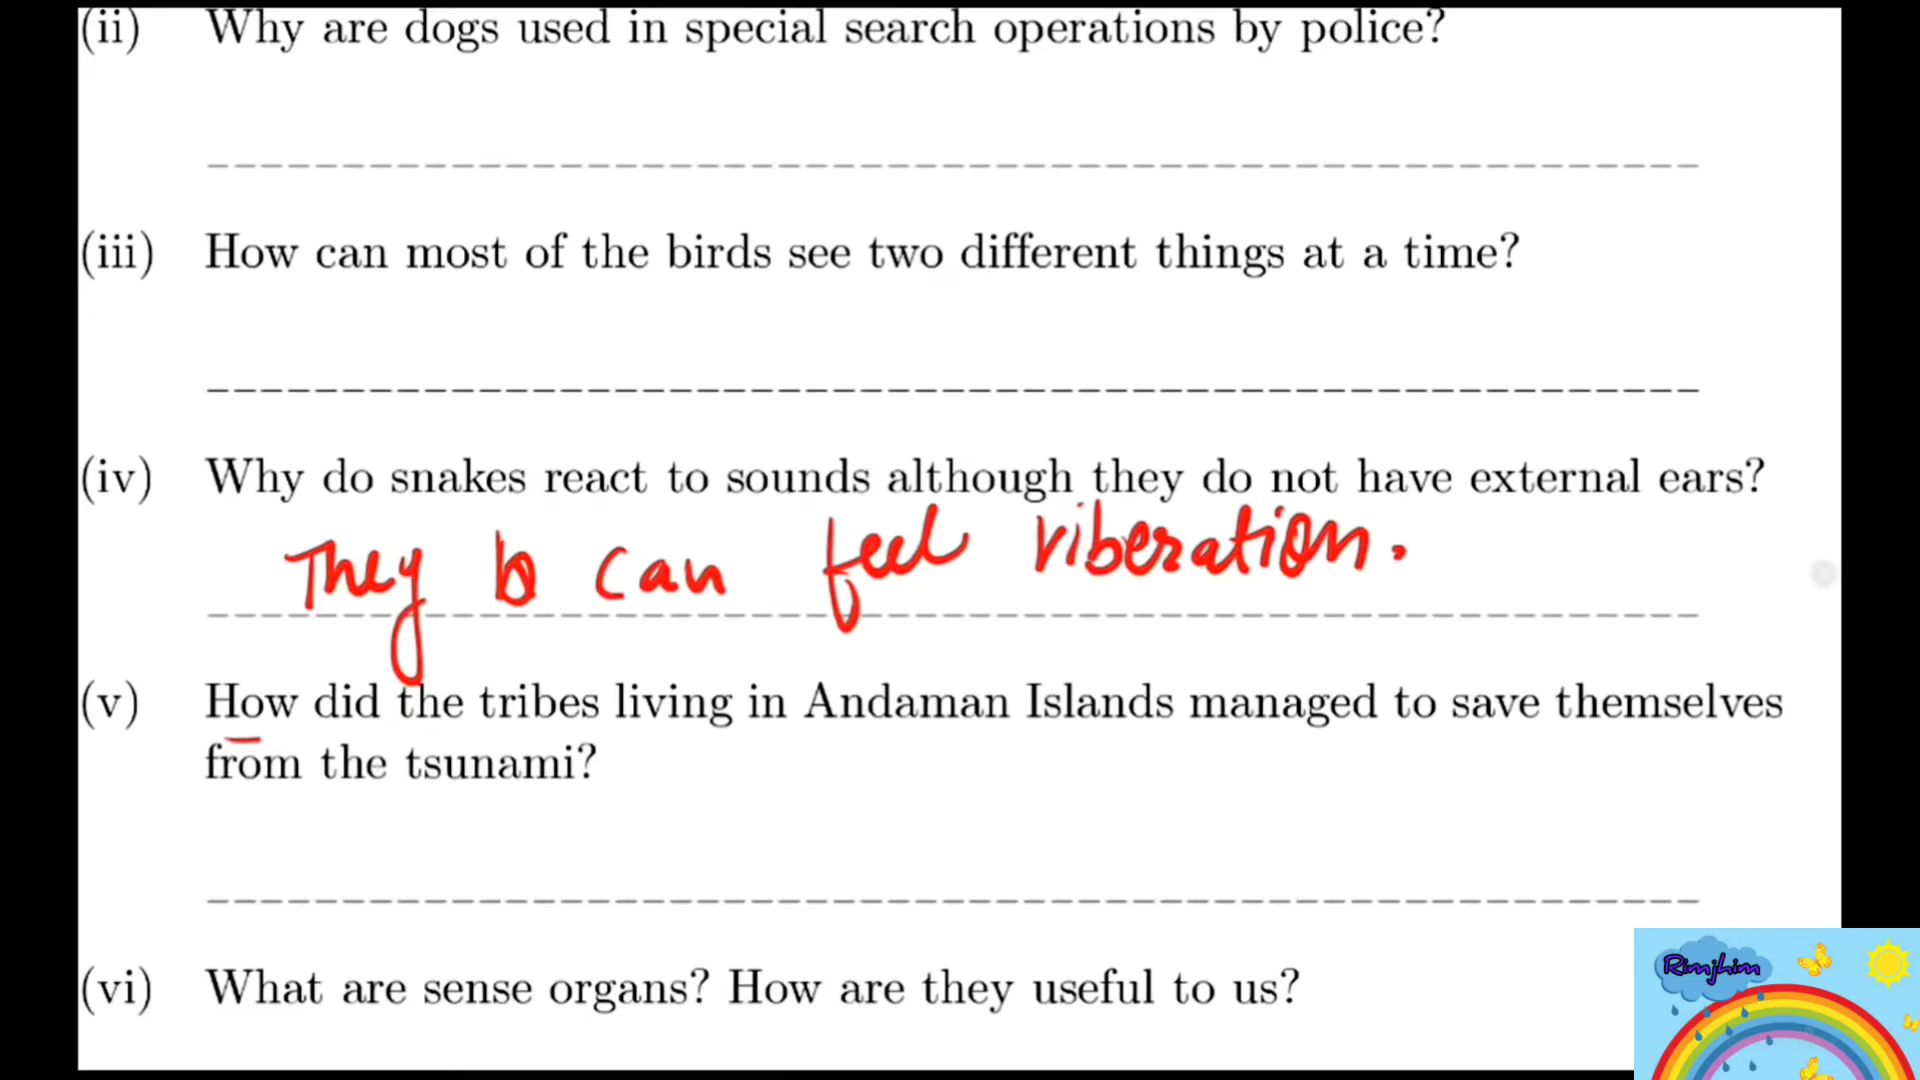 (ii) Why are dogs used in special search operations by police?
(iii) How can most of the birds see two different things at a time?
(iv) Why do snakes react to sounds although they do not have external ears?
They b can feel viberation.
(v) How did the tribes living in Andaman Islands managed to save themselves
from the tsunami?
(vi) What are sense organs? How are they useful to us?
Rimjhim